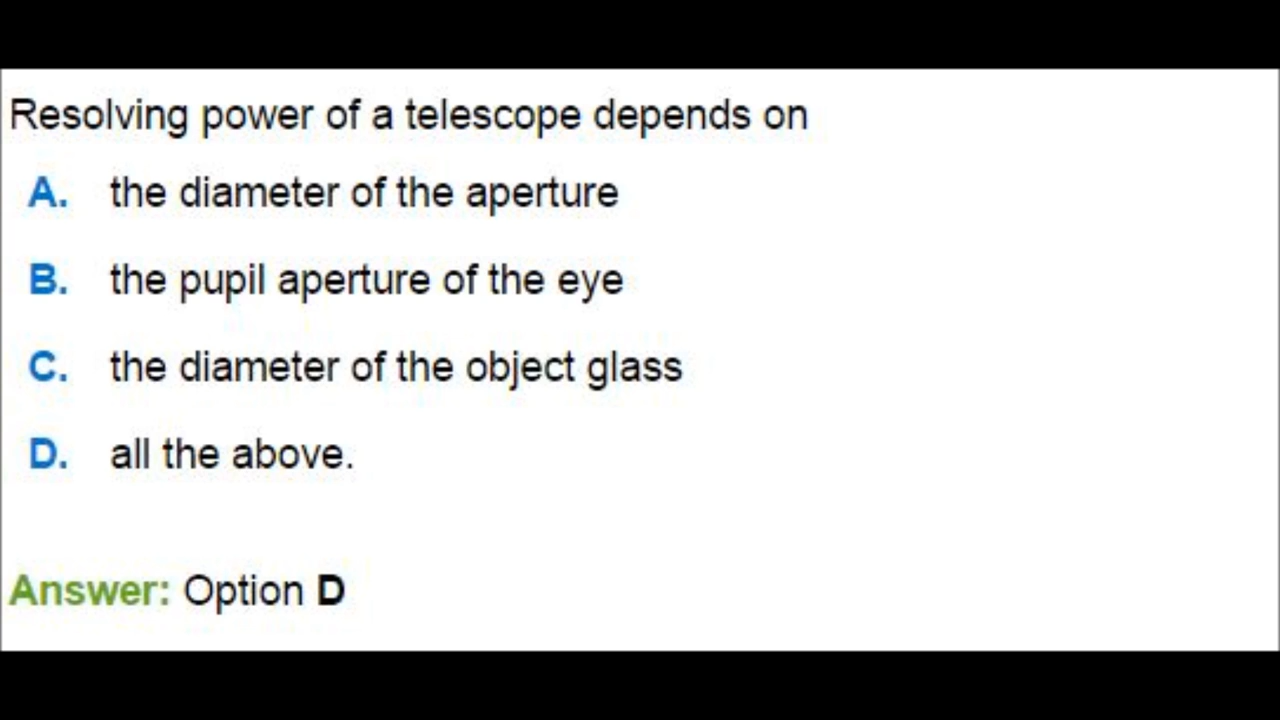 Resolving power of a telescope depends on
A. the diameter of the aperture
B. the pupil aperture of the eye
C. the diameter of the object glass
D. all the above.
Answer: Option D